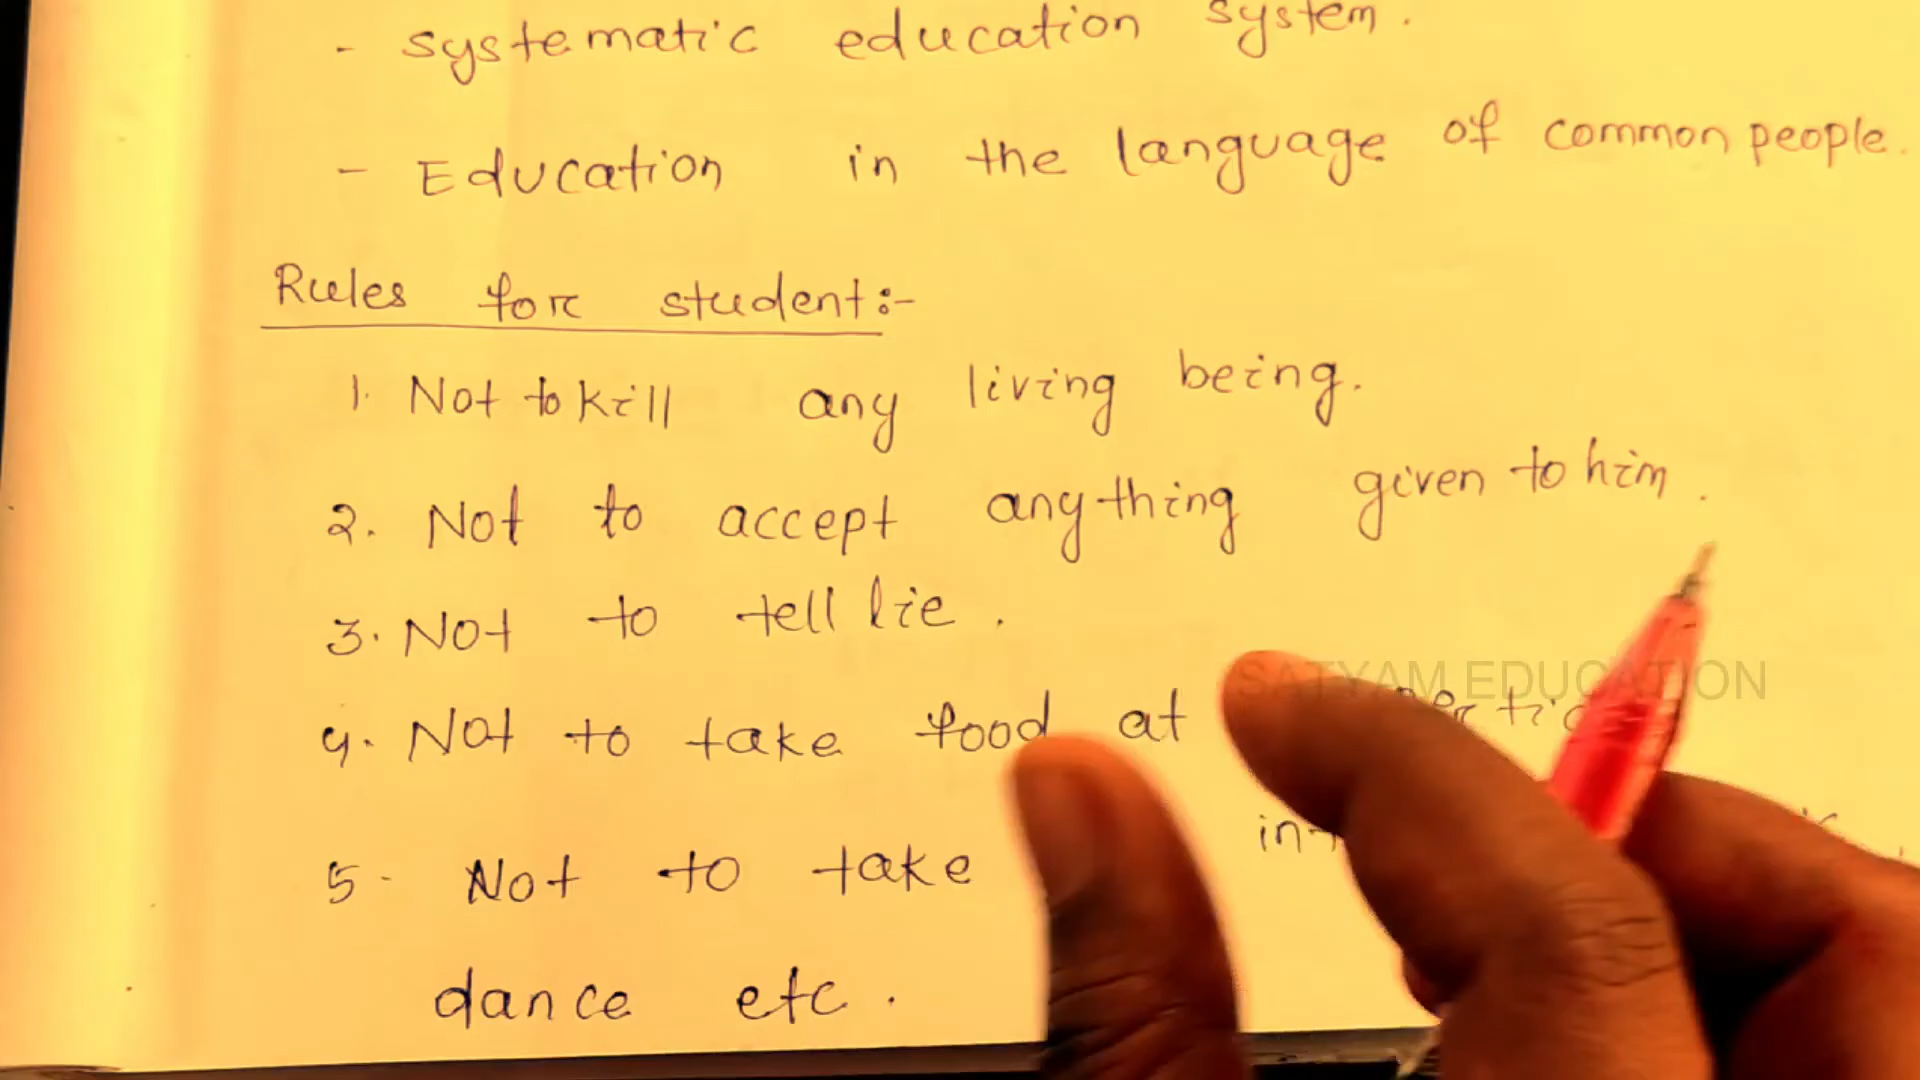 - systematic education system.
- Education in the language of common people.
Rules for student:-
1. Not to kill any living being.
2. Not to accept anything given to him.
3. Not to tell lie.
4. Not to take food at
5. Not to take
dance etc.
SATYAM EDUCATION